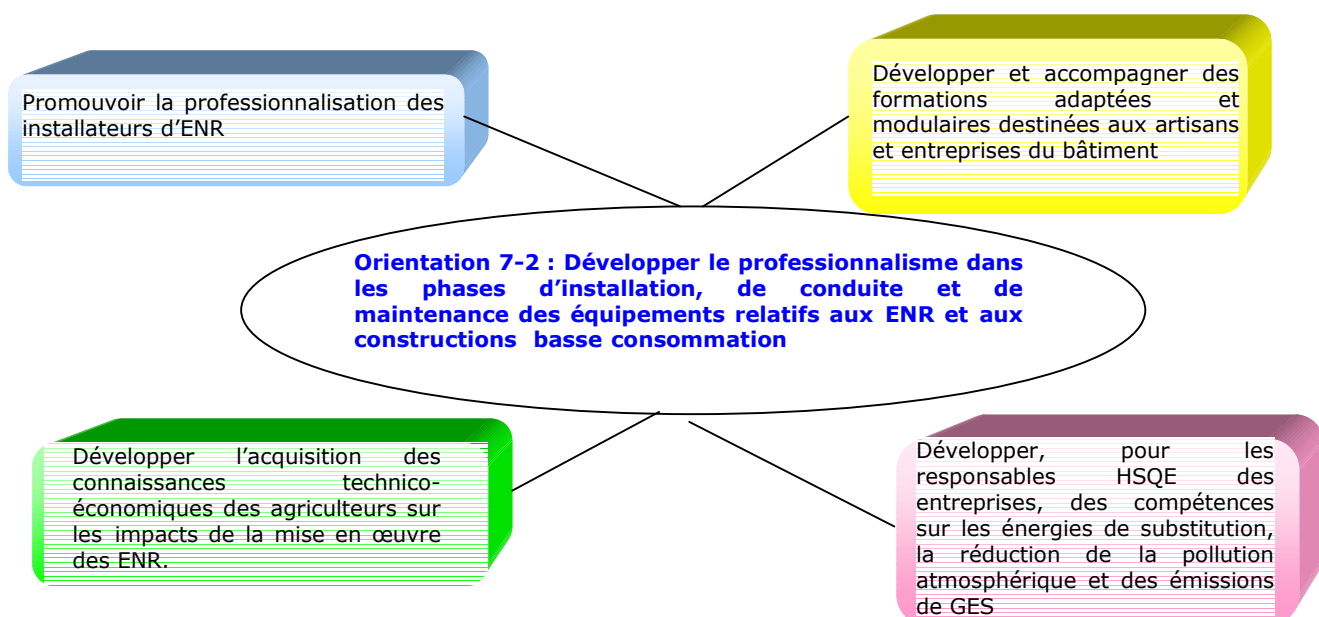 Promouvoir la professionnalisation des
installateurs d’ENR
Développer et accompagner des
formations adaptées et
modulaires destinées aux artisans
et entreprises du bâtiment
Orientation 7-2 : Développer le professionnalisme dans
les phases d’installation, de conduite et de
maintenance des équipements relatifs aux ENR et aux
constructions basse consommation
Développer l’acquisition des
connaissances technico-
économiques des agriculteurs sur
les impacts de la mise en œuvre
des ENR.
Développer, pour les
responsables HSQE des
entreprises, des compétences
sur les énergies de substitution,
la réduction de la pollution
atmosphérique et des émissions
de GES